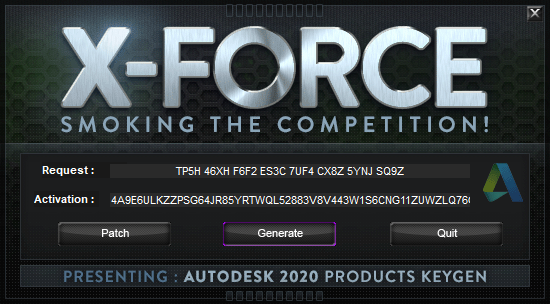 X-FORCE
SMOKING THE COMPETITION!
Request : TP5H 46XH F6F2 ES3C 7UF4 CX8Z 5YNJ SQ9Z
Activation : 4A9E6ULKZZPSG64JR85YRTWQL52883V8V443W1S6CNG11ZUWZLQ76
Patch Generate Quit
PRESENTING : AUTODESK 2020 PRODUCTS KEYGEN